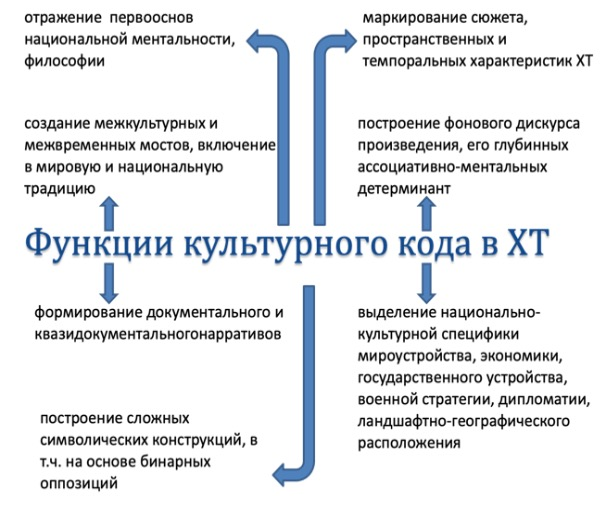 отражение первооснов
национальной ментальности,
философии
маркирование сюжета,
пространственных и
темпоральных характеристик ХТ
создание межкультурных и
межвременных мостов, включение
в мировую и национальную
традицию
построение фонового дискурса
произведения, его глубинных
ассоциативно-ментальных
детерминант
Функции культурного кода в ХТ
формирование документального и
квазидокументальногонарративов
выделение национально-
культурной специфики
мироустройства, экономики,
государственного устройства,
военной стратегии, дипломатии,
ландшафтно-географического
расположения
построение сложных
символических конструкций, в
т.ч. на основе бинарных
оппозиций